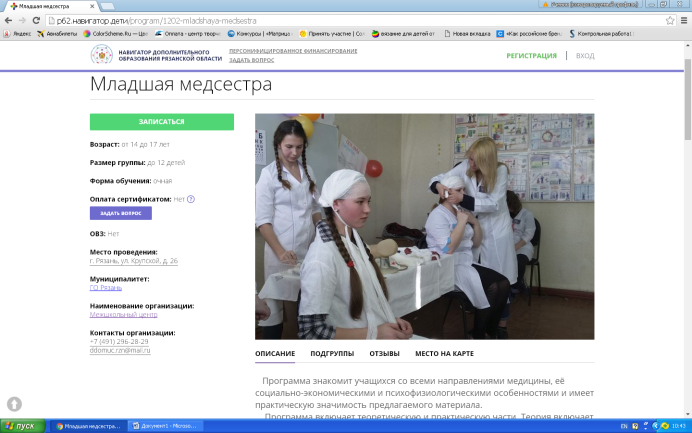 Младшая медсестра
р62.навигатор.дети/program/1202-mladshaya-medsestra
Яндекс Авиабилеты ColorScheme.Ru — Цве Оплата - центр творч Конкурсы | «Матрица Принять участие | Со вязание для детей от Новая вкладка «Как российские брен Контрольная работа:
НАВИГАТОР ДОПОЛНИТЕЛЬНОГО
ОБРАЗОВАНИЯ РЯЗАНСКОЙ ОБЛАСТИ
ПЕРСОНИФИЦИРОВАННОЕ ФИНАНСИРОВАНИЕ
ЗАДАТЬ ВОПРОС
РЕГИСТРАЦИЯ | ВХОД
Младшая медсестра
ЗАПИСАТЬСЯ
Возраст: от 14 до 17 лет
Размер группы: до 12 детей
Форма обучения: очная
Оплата сертификатом: Нет ?
ЗАДАТЬ ВОПРОС
ОВЗ: Нет
Место проведения:
г. Рязань, ул. Крупской, д. 26
Муниципалитет:
ГО Рязань
Наименование организации:
Межшкольный центр
Контакты организации:
+7 (491) 296-28-29
ddomuc.rzn@mail.ru
ОПИСАНИЕ ПОДГРУППЫ ОТЗЫВЫ МЕСТО НА КАРТЕ
Программа знакомит учащихся со всеми направлениями медицины, её
социально-экономическими и психофизиологическими особенностями и имеет
практическую значимость предлагаемого материала.
Программа включает теоретическую и практическую части. Теория включает
пуск Младшая медсестра... Документ1 - Microso... EN 10:43